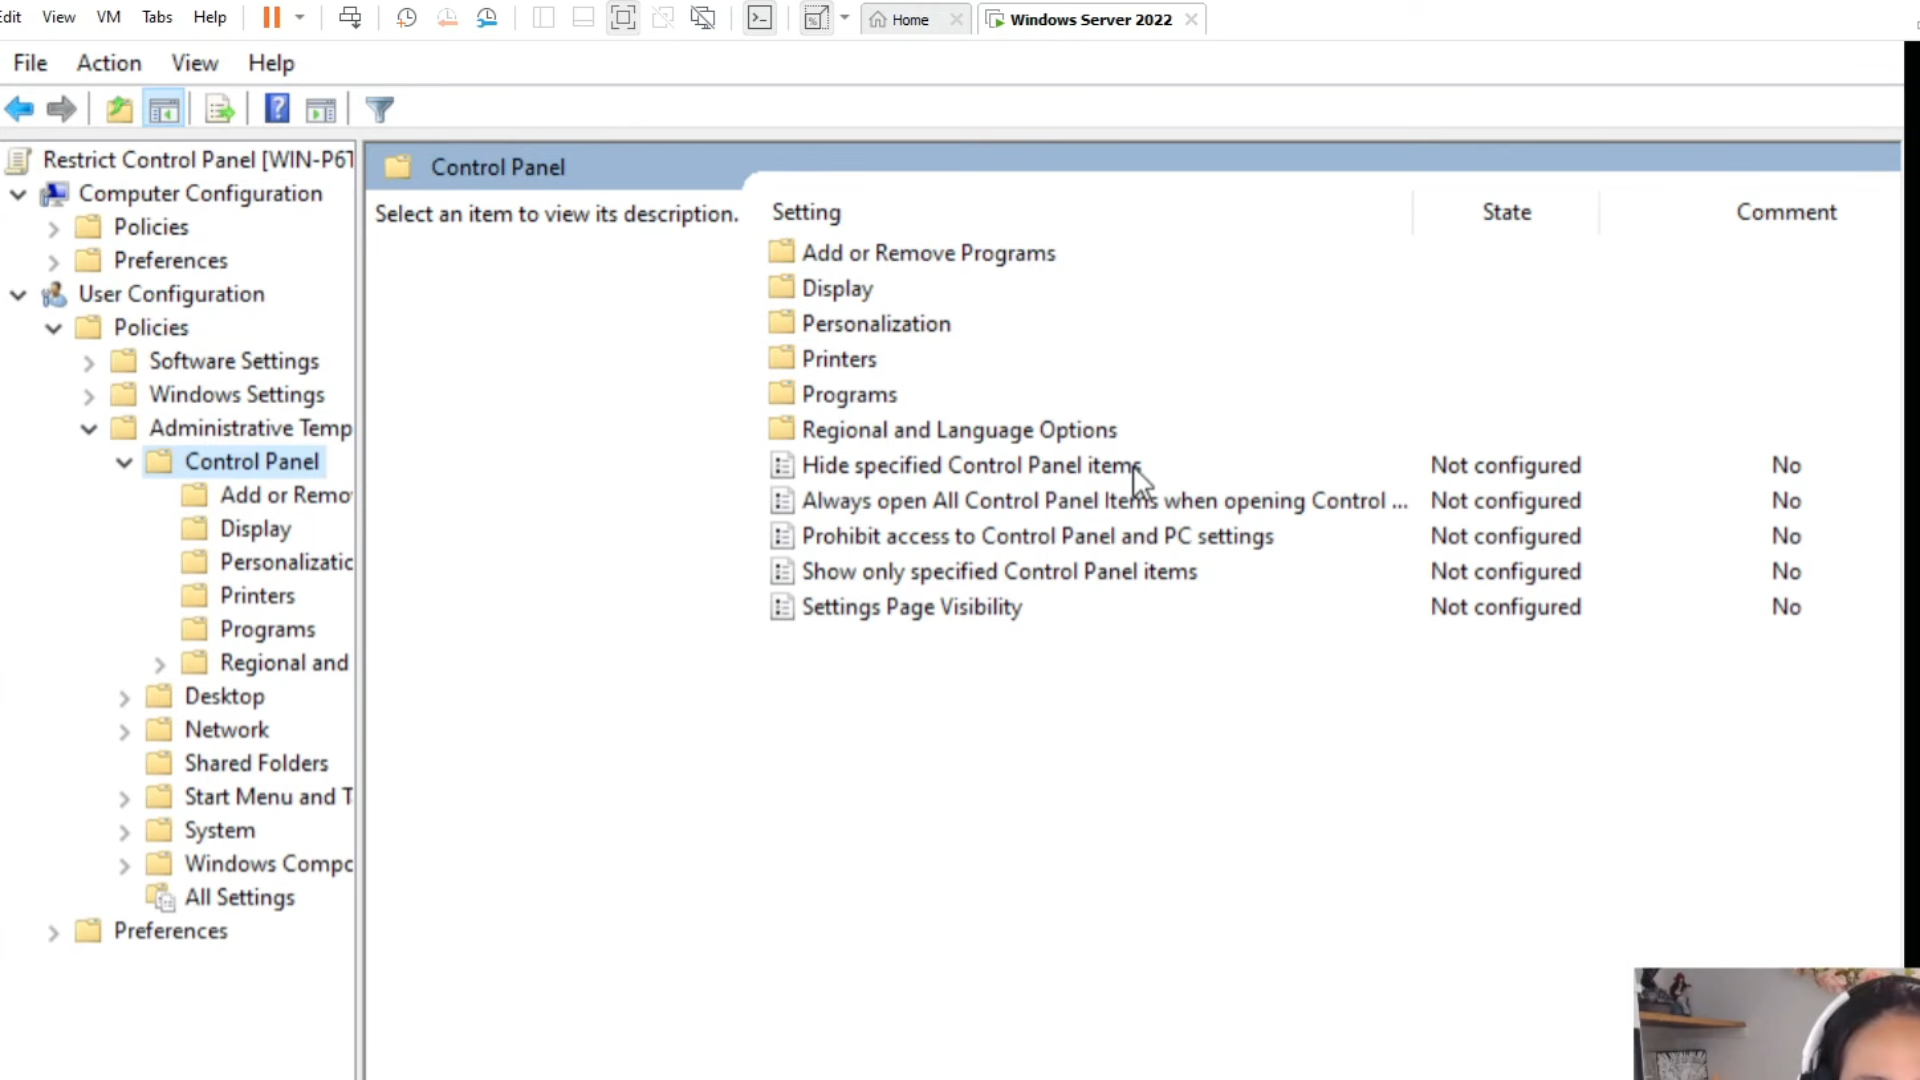 Edit View VM Tabs Help Home Windows Server 2022
File Action View Help
Restrict Control Panel [WIN-P6T
Computer Configuration
Policies
Preferences
User Configuration
Policies
Software Settings
Windows Settings
Administrative Temp
Control Panel
Add or Remo
Display
Personalizatic
Printers
Programs
Regional and
Desktop
Network
Shared Folders
Start Menu and T
System
Windows Compc
All Settings
Preferences
Control Panel
Select an item to view its description.
Setting State Comment
Add or Remove Programs
Display
Personalization
Printers
Programs
Regional and Language Options
Hide specified Control Panel items Not configured No
Always open All Control Panel Items when opening Control ... Not configured No
Prohibit access to Control Panel and PC settings Not configured No
Show only specified Control Panel items Not configured No
Settings Page Visibility Not configured No